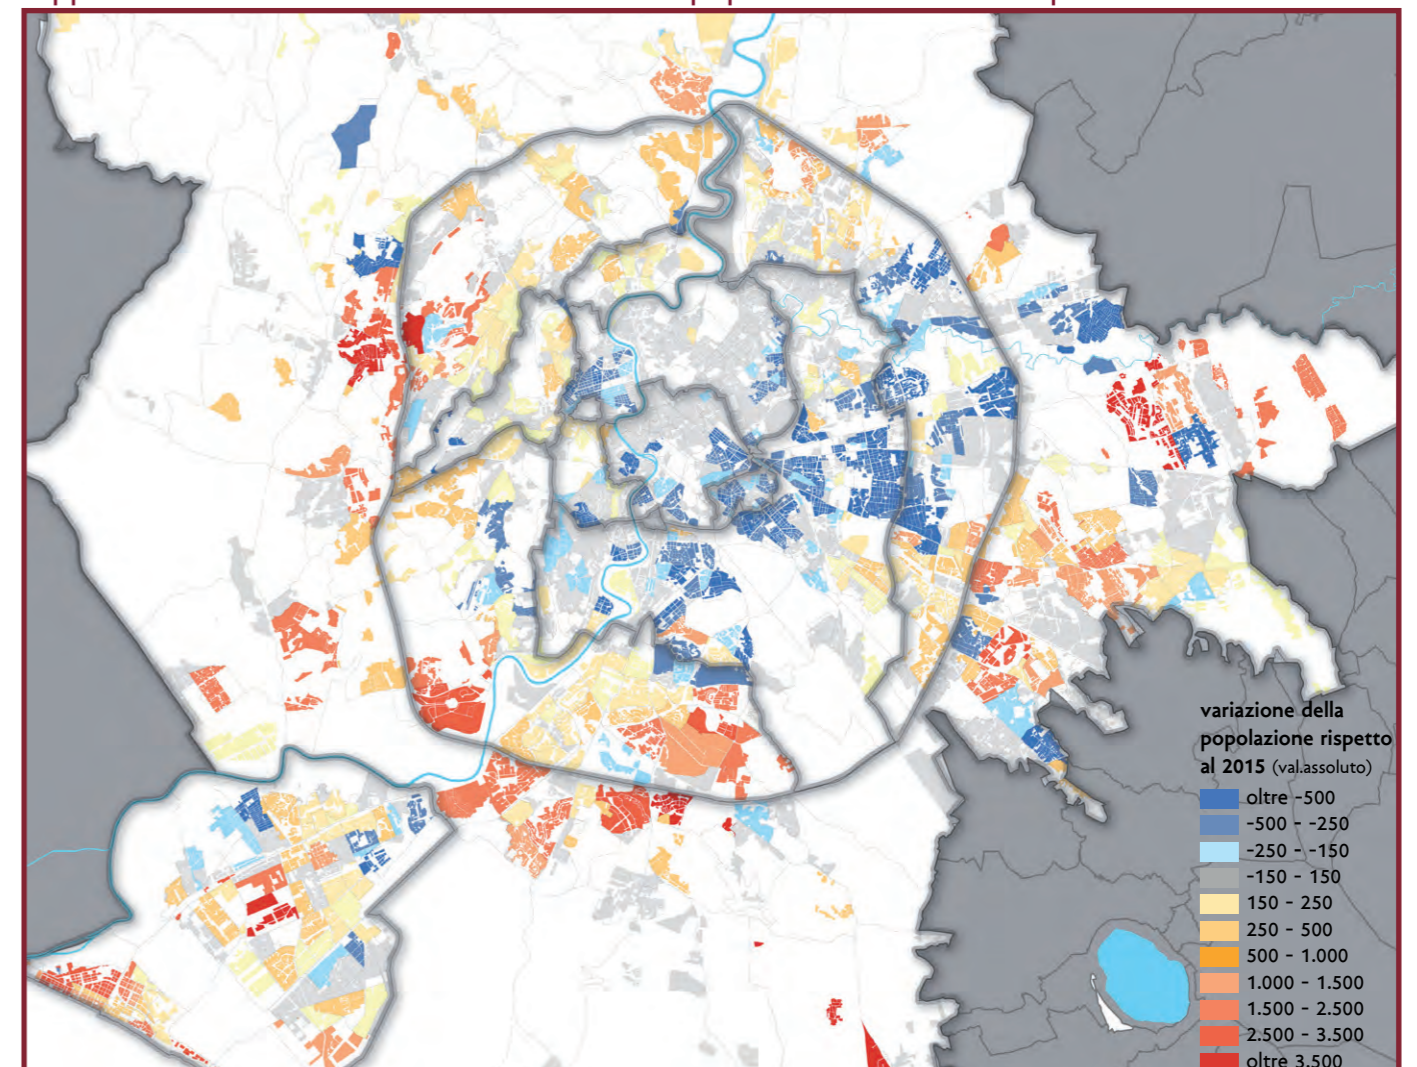 variazione della
popolazione rispetto
al 2015 (val.assoluto)
oltre -500
-500 - -250
-250 - -150
-150 - 150
150 - 250
250 - 500
500 - 1.000
1.000 - 1.500
1.500 - 2.500
2.500 - 3.500
oltre 3.500